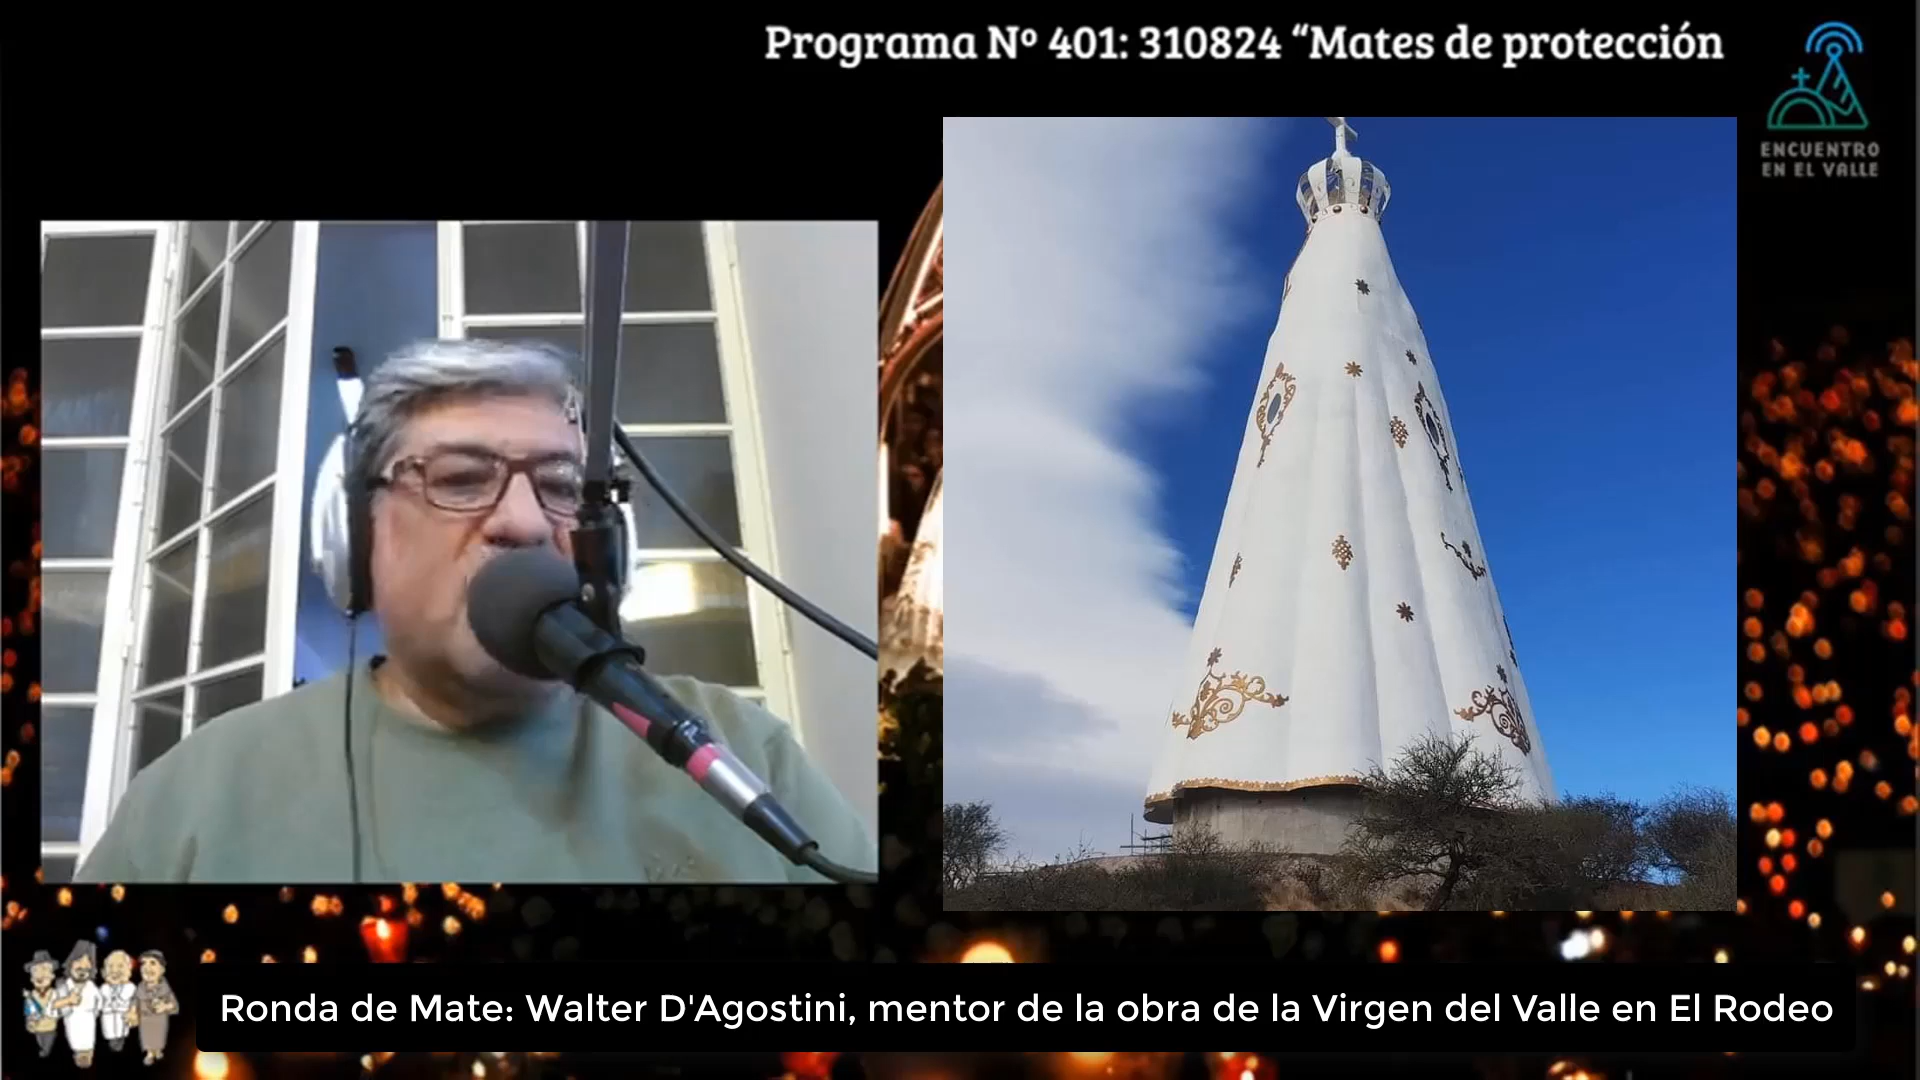 Programa Nº 401: 310824 “Mates de protección
ENCUENTRO
EN EL VALLE
Ronda de Mate: Walter D'Agostini, mentor de la obra de la Virgen del Valle en El Rodeo